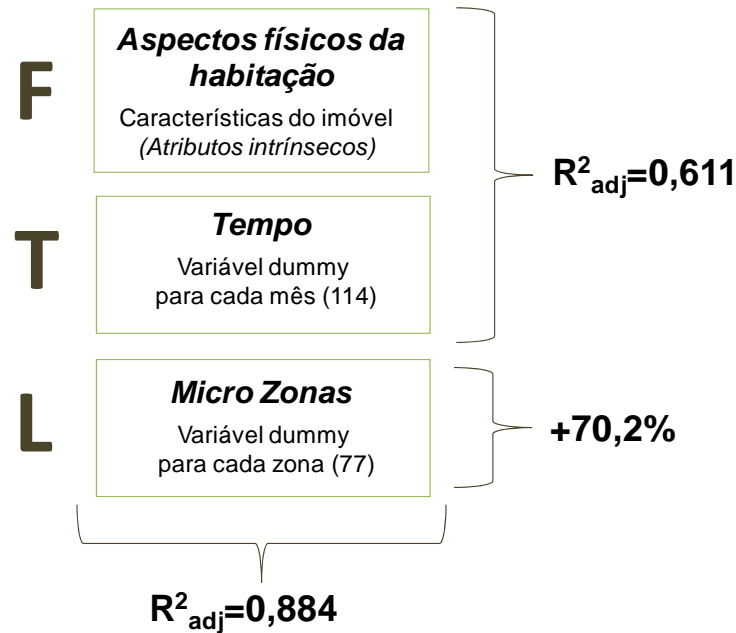 F
Aspectos físicos da
habitação
Características do imóvel
(Atributos intrínsecos)
T
Tempo
Variável dummy
para cada mês (114)
R²adj=0,611
L
Micro Zonas
Variável dummy
para cada zona (77)
+70,2%
R²adj=0,884